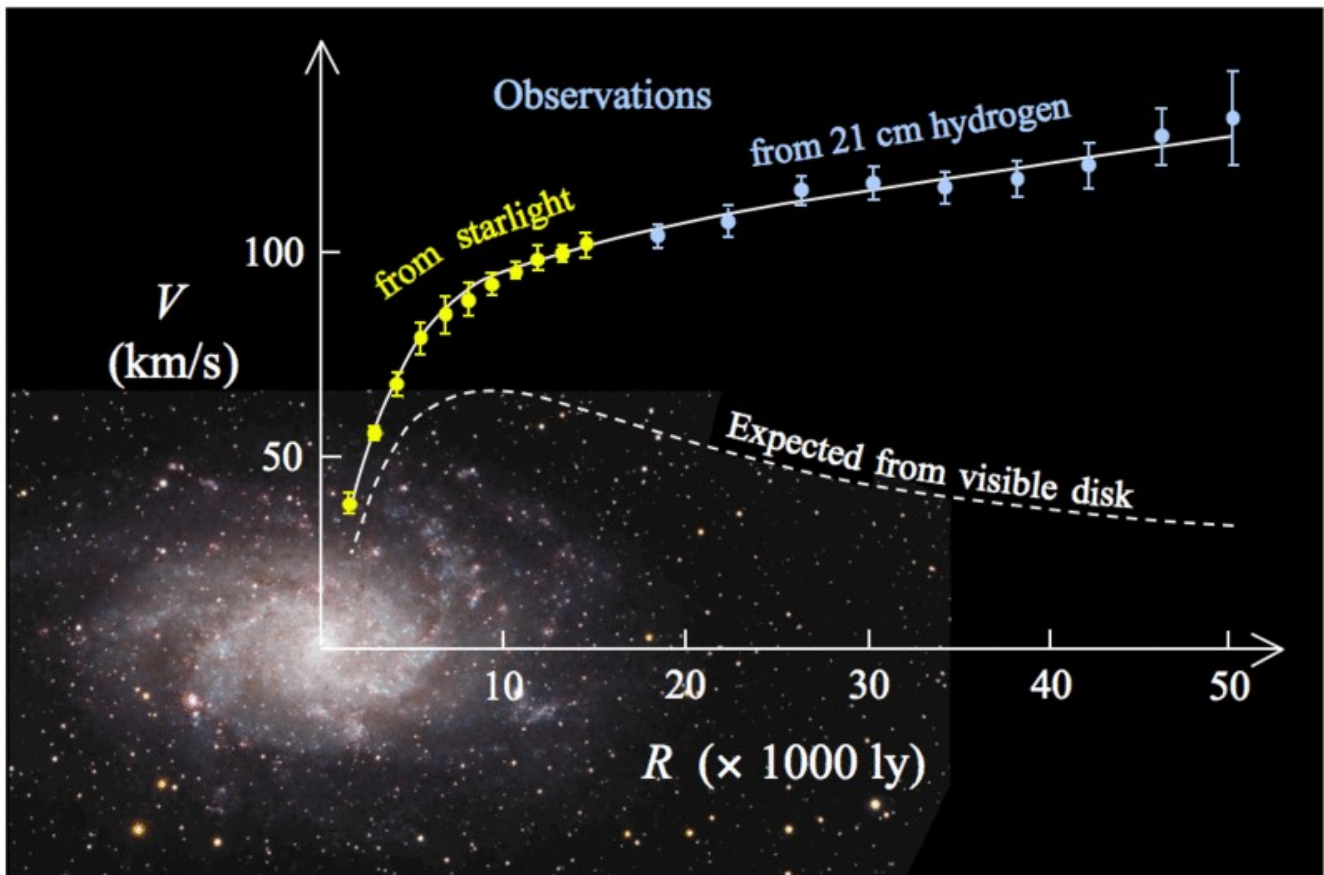 Observations
from 21 cm hydrogen
from starlight
100
V
(km/s)
50
Expected from visible disk
10
20
30
40
50
R (× 1000 ly)